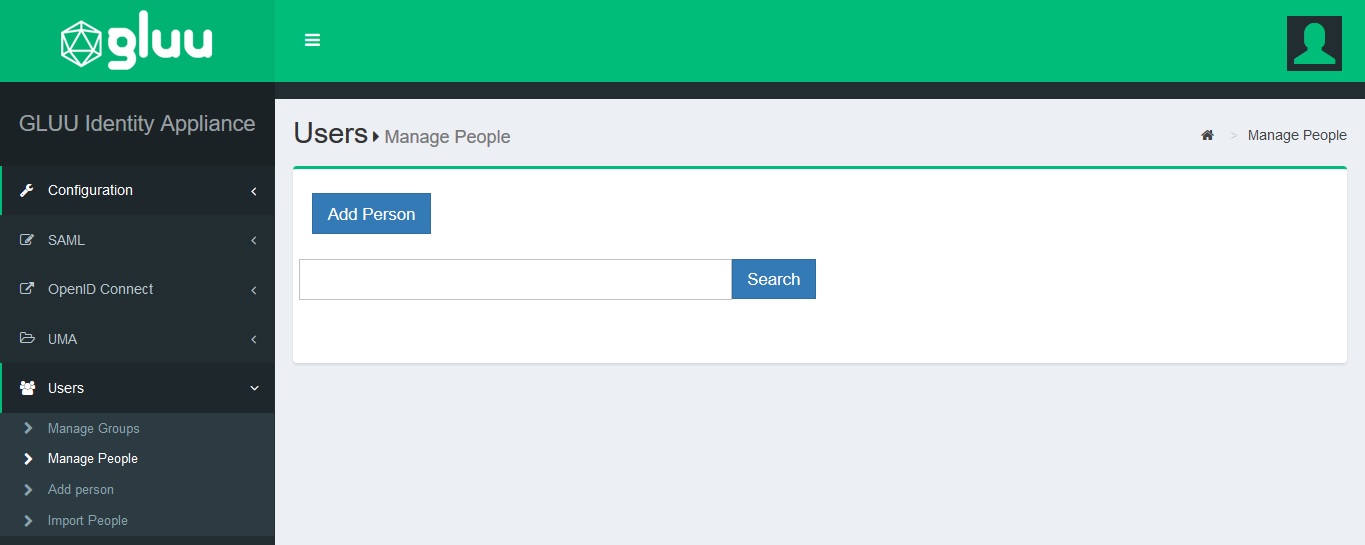 gluu
GLUU Identity Appliance
Users Manage People
> Manage People
Configuration
SAML
OpenID Connect
UMA
Users
Manage Groups
Manage People
Add person
Import People
Add Person
Search